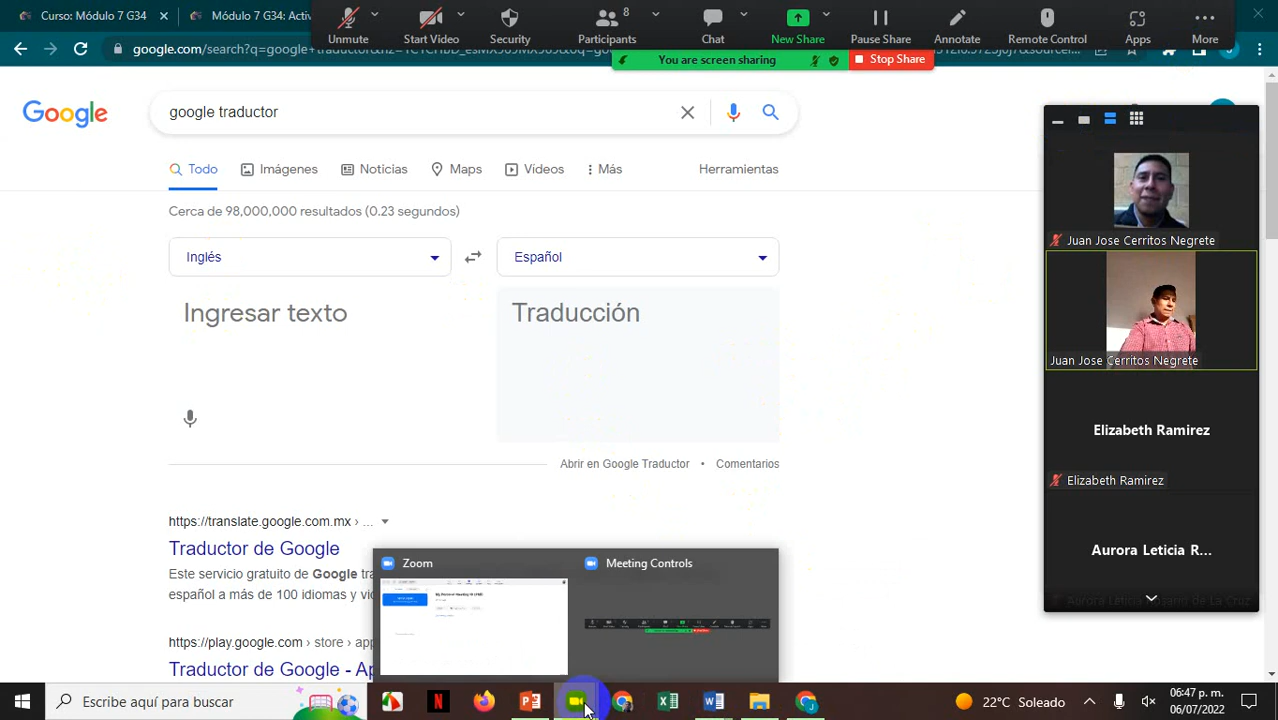 Curso: Módulo 7 G34
Módulo 7 G34: Activ
8
Unmute
Start Video
Security
Participants
Chat
New Share
Pause Share
Annotate
Remote Control
Apps
More
You are screen sharing
Stop Share
Google
google traductor
Todo
Imágenes
Noticias
Maps
Vídeos
Más
Herramientas
Cerca de 98,000,000 resultados (0.23 segundos)
Inglés
Español
Ingresar texto
Traducción
Abrir en Google Traductor • Comentarios
https://translate.google.com.mx › ...
Traductor de Google
Este servicio gratuito de Google tra
español a más de 100 idiomas y vic
https://play.google.com › store › app
Traductor de Google - Ap
Juan Jose Cerritos Negrete
Juan Jose Cerritos Negrete
Elizabeth Ramirez
Elizabeth Ramirez
Aurora Leticia R...
Zoom
Meeting Controls
Escribe aquí para buscar
22°C Soleado
06:47 p. m.
06/07/2022